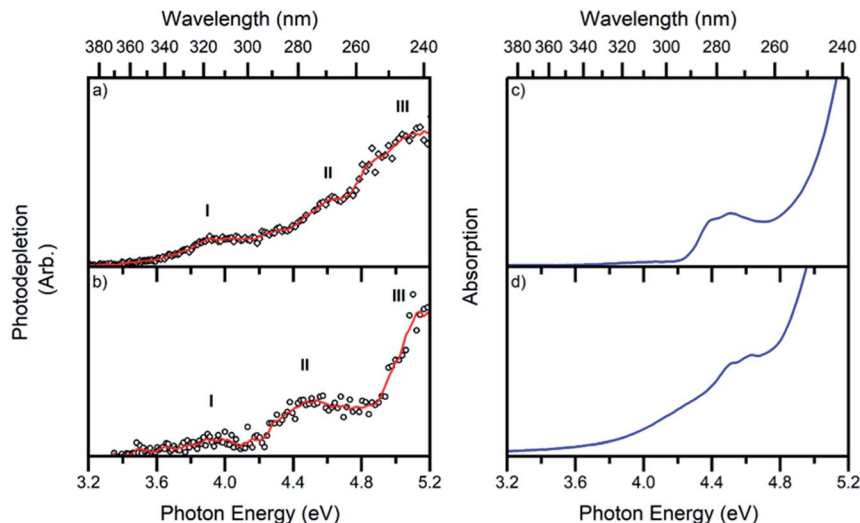 Wavelength (nm)
380 360 340 320 300 280 260 240
a)
I
II
III
b)
I
II
III
Photodepletion
(Arb.)
3.2 3.6 4.0 4.4 4.8 5.2
Photon Energy (eV)
Wavelength (nm)
380 360 340 320 300 280 260 240
c)
d)
Absorption
3.2 3.6 4.0 4.4 4.8 5.2
Photon Energy (eV)